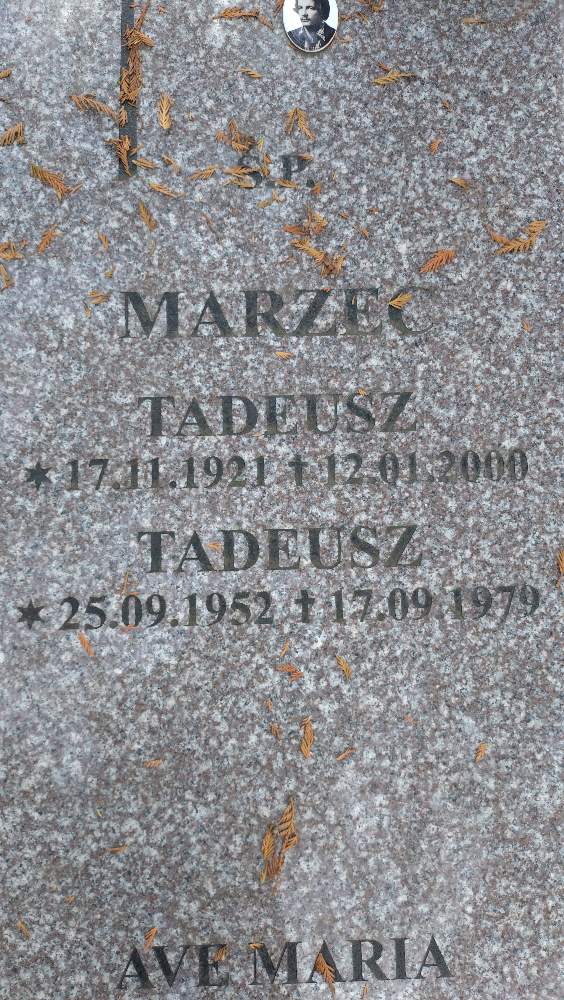 Ś.P.
MARZEC
TADEUSZ
✶ 17.11.1921 ✝ 12.01.2000
TADEUSZ
✶ 25.09.1952 ✝ 17.09.1979
AVE MARIA